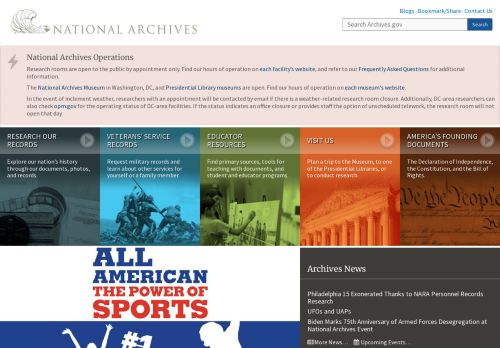 Blogs · Bookmark/Share · Contact Us
NATIONAL ARCHIVES
Search Archives.gov
Search
National Archives Operations
Research rooms are open to the public by appointment only. Find our hours of operation on each facility's website, and refer to our Frequently Asked Questions for additional
information.
The National Archives Museum in Washington, DC, and Presidential Library museums are open. Find our hours of operation on each museum's website.
In the event of inclement weather, researchers with an appointment will be contacted by email if there is a weather-related research room closure. Additionally, DC-area researchers can
also check opm.gov for the operating status of DC-area facilities. If the status indicates an office closure or provides staff the option of unscheduled telework, the research room will not
open that day.
RESEARCH OUR
RECORDS
Explore our nation's history
through our documents, photos,
and records
VETERANS' SERVICE
RECORDS
Request military records and
learn about other services for
yourself or a family member
EDUCATOR
RESOURCES
Find primary sources, tools for
teaching with documents, and
student and educator programs
VISIT US
Plan a trip to the Museum, to one
of the Presidential Libraries, or
to conduct research
AMERICA'S FOUNDING
DOCUMENTS
The Declaration of Independence,
the Constitution, and the Bill of
Rights.
We the Peop
ALL
AMERICAN
THE POWER OF
SPORTS
#1
Archives News
Philadelphia 15 Exonerated Thanks to NARA Personnel Records
Research
UFOs and UAPs
Biden Marks 75th Anniversary of Armed Forces Desegregation at
National Archives Event
More News… Upcoming Events…